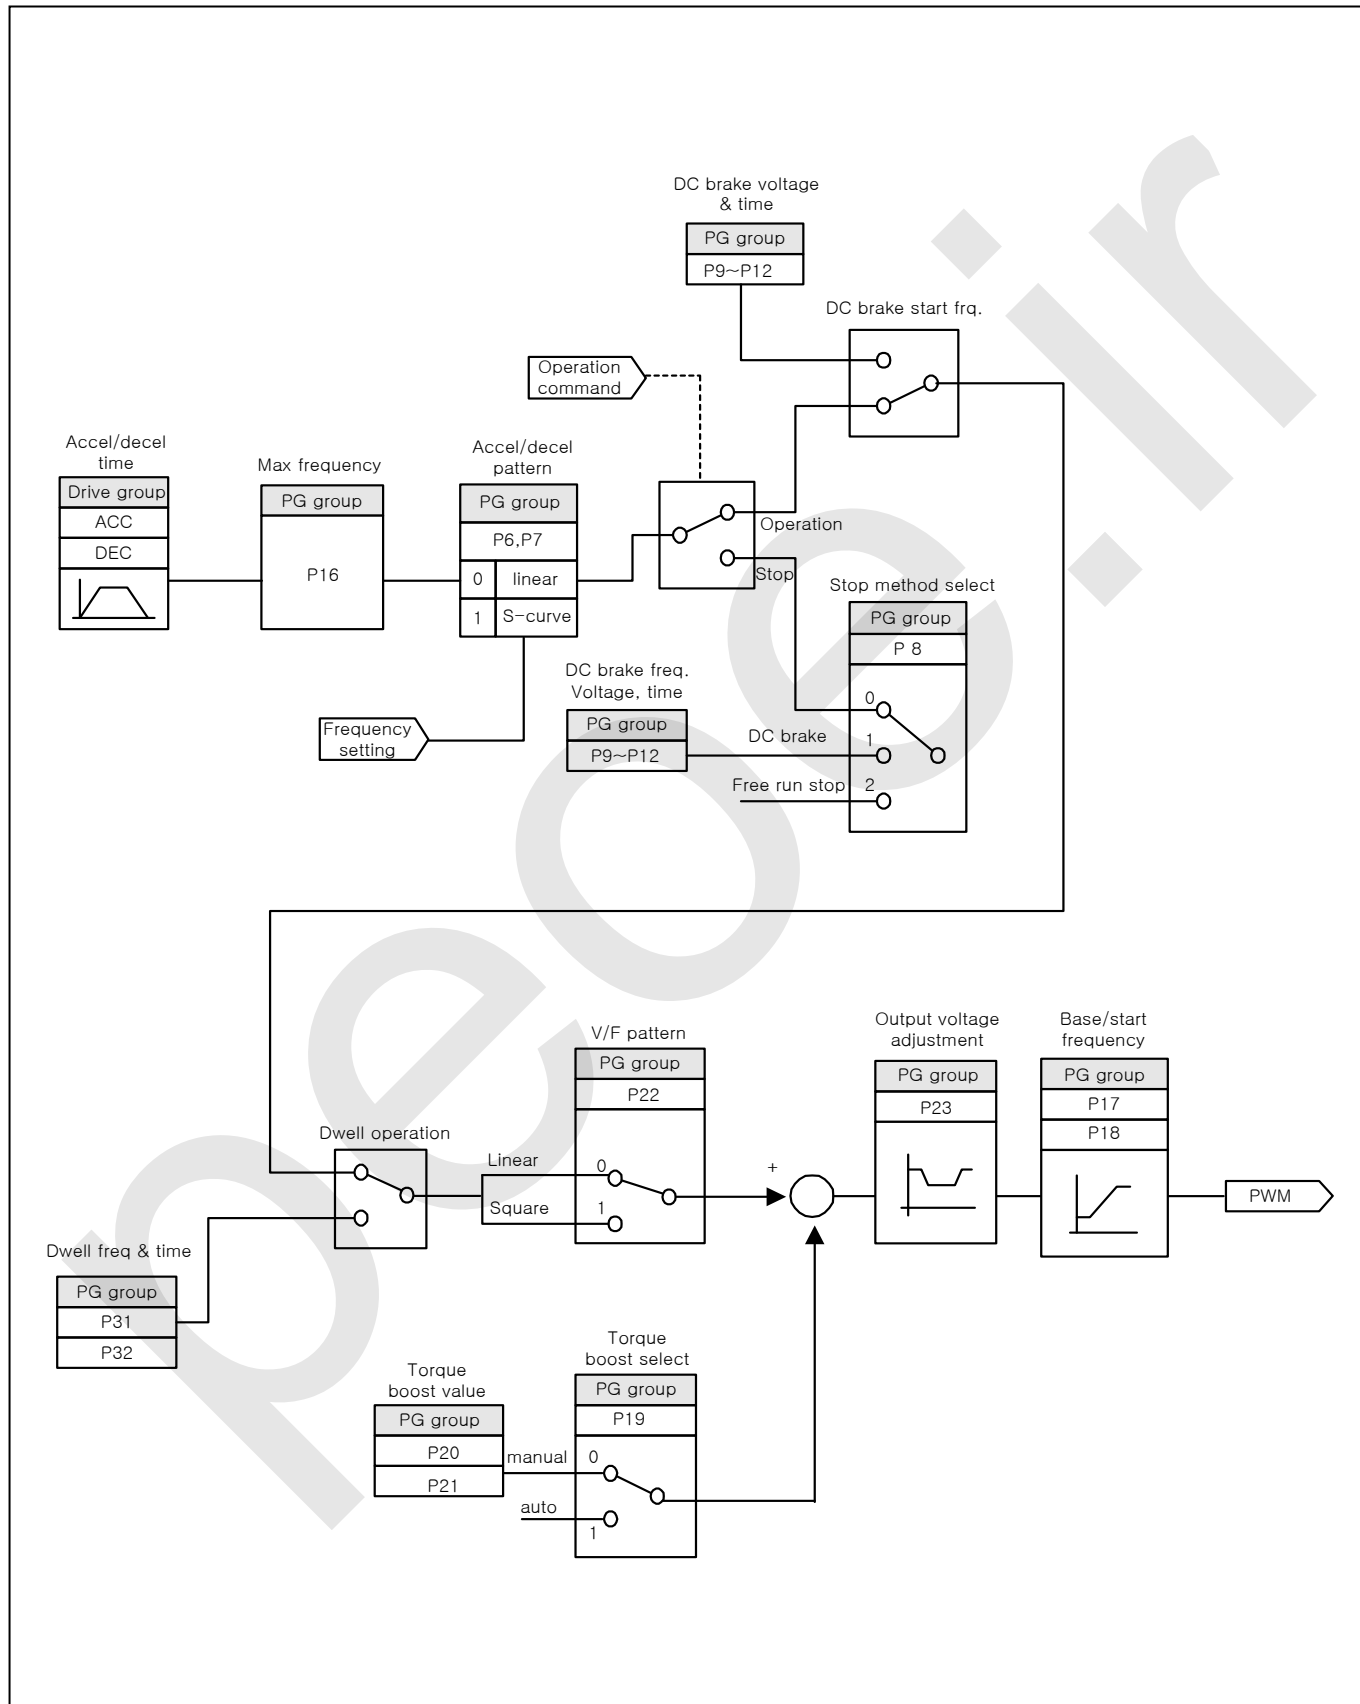 DC brake voltage
& time
PG group
P9~P12
DC brake start frq.
Operation
command
Accel/decel
time
Drive group
ACC
DEC
Max frequency
PG group
P16
Accel/decel
pattern
PG group
P6,P7
0 linear
1 S-curve
Operation
Stop
Stop method select
PG group
P 8
0
1
2
DC brake freq.
Voltage, time
PG group
P9~P12
DC brake
Free run stop
Frequency
setting
V/F pattern
PG group
P22
0
1
Output voltage
adjustment
PG group
P23
Base/start
frequency
PG group
P17
P18
Dwell operation
Linear
Square
+
PWM
Dwell freq & time
PG group
P31
P32
Torque
boost value
PG group
P20
P21
manual
auto
Torque
boost select
PG group
P19
0
1
peoe.ir